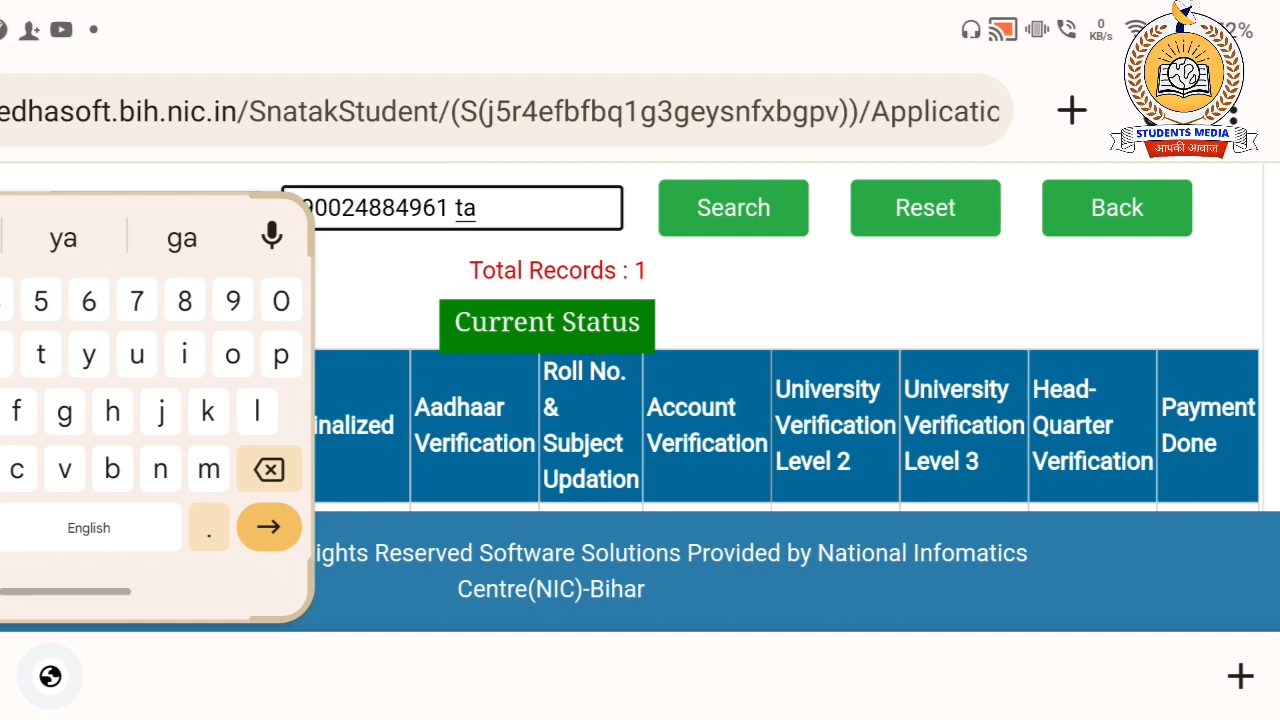 0
KB/s
2%
edhasoft.bih.nic.in/SnatakStudent/(S(j5r4efbfbq1g3geysnfxbgpv))/Applicatic
STUDENTS MEDIA
आपकी आवाज
90024884961 ta
Search
Reset
Back
ya
ga
Total Records : 1
5 6 7 8 9 0
Current Status
t y u i o p
inalized
Aadhaar
Verification
Roll No.
&
Subject
Updation
Account
Verification
University
Verification
Level 2
University
Verification
Level 3
Head-
Quarter
Verification
Payment
Done
f g h j k l
c v b n m
English
.
ights Reserved Software Solutions Provided by National Infomatics
Centre(NIC)-Bihar